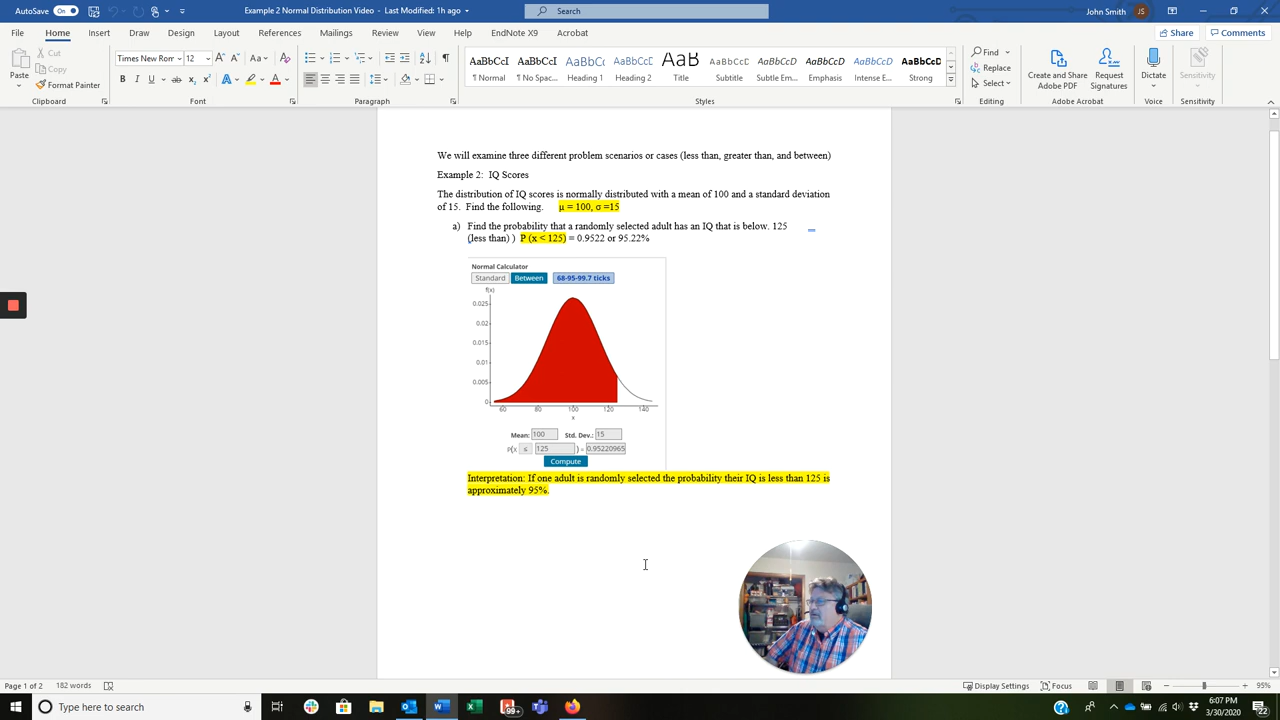 AutoSave On
Example 2 Normal Distribution Video - Last Modified: 1h ago
Search
John Smith
File Home Insert Draw Design Layout References Mailings Review View Help EndNote X9 Acrobat
Share Comments
Paste
Cut
Copy
Format Painter
Clipboard
Times New Rom 12
Font
Paragraph
AaBbCcI AaBbCcI AaBbCc AaBbCcD AaB AaBbCcD AaBbCcD AaBbCcD AaBbCcD AaBbCcD
¶ Normal ¶ No Spac... Heading 1 Heading 2 Title Subtitle Subtle Em... Emphasis Intense E... Strong
Styles
Find
Replace
Select
Editing
Create and Share Adobe PDF
Request Signatures
Adobe Acrobat
Dictate
Voice
Sensitivity
Sensitivity
We will examine three different problem scenarios or cases (less than, greater than, and between)
Example 2: IQ Scores
The distribution of IQ scores is normally distributed with a mean of 100 and a standard deviation
of 15. Find the following. μ = 100, σ =15
a) Find the probability that a randomly selected adult has an IQ that is below. 125
(less than) ) P (x < 125) = 0.9522 or 95.22%
Normal Calculator
Standard Between 68-95-99.7 ticks
f(x)
0.025
0.02
0.015
0.01
0.005
0
60 80 100 120 140
x
Mean: 100 Std. Dev.: 15
P(x ≤ 125 ) = 0.95220965
Compute
Interpretation: If one adult is randomly selected the probability their IQ is less than 125 is
approximately 95%.
Page 1 of 2 182 words
Display Settings Focus
95%
Type here to search
99+
6:07 PM
3/30/2020
22